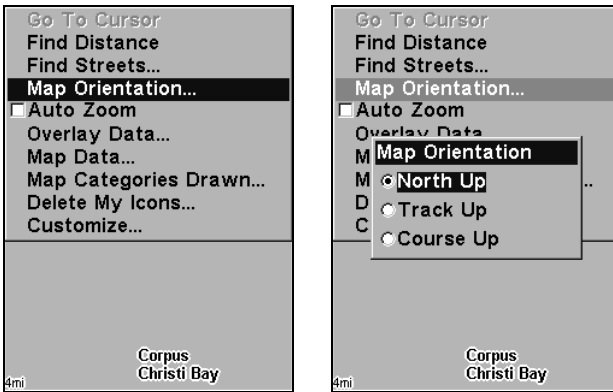 Go To Cursor
Find Distance
Find Streets...
Map Orientation...
Auto Zoom
Overlay Data...
Map Data...
Map Categories Drawn...
Delete My Icons...
Customize...
Corpus
Christi Bay
4mi
Go To Cursor
Find Distance
Find Streets...
Map Orientation...
Auto Zoom
Overlay Data
M
Map Orientation
M
..
North Up
D
Track Up
C
Course Up
Corpus
Christi Bay
4mi